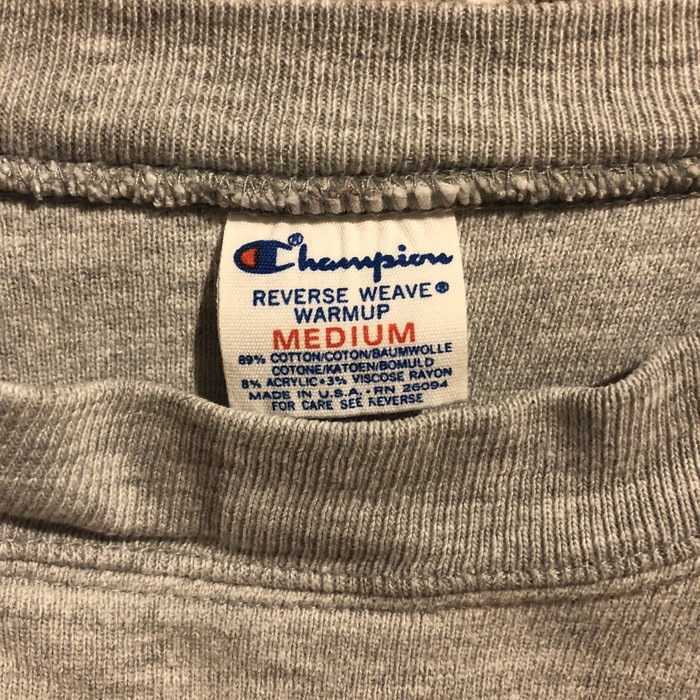 Champion®
REVERSE WEAVE®
WARMUP
MEDIUM
89% COTTON/COTON/BAUMWOLLE
COTONE/KATOEN/BOMULD
8% ACRYLIC • 3% VISCOSE RAYON
MADE IN U.S.A. • RN 26094
FOR CARE SEE REVERSE